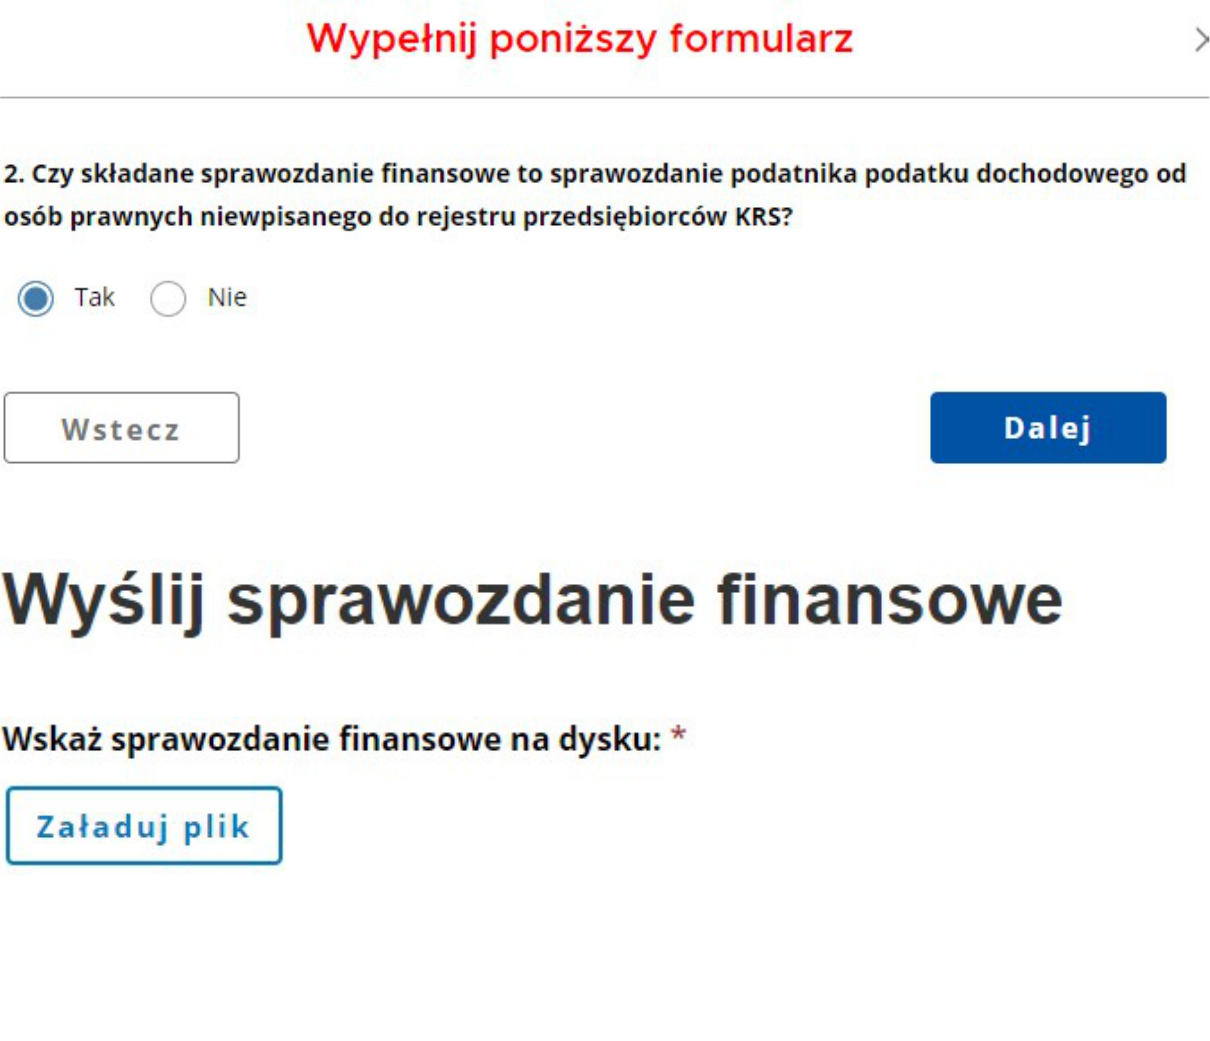 Wypełnij poniższy formularz
2. Czy składane sprawozdanie finansowe to sprawozdanie podatnika podatku dochodowego od
osób prawnych niewpisanego do rejestru przedsiębiorców KRS?
Tak Nie
Wstecz Dalej
Wyślij sprawozdanie finansowe
Wskaż sprawozdanie finansowe na dysku: *
Załaduj plik